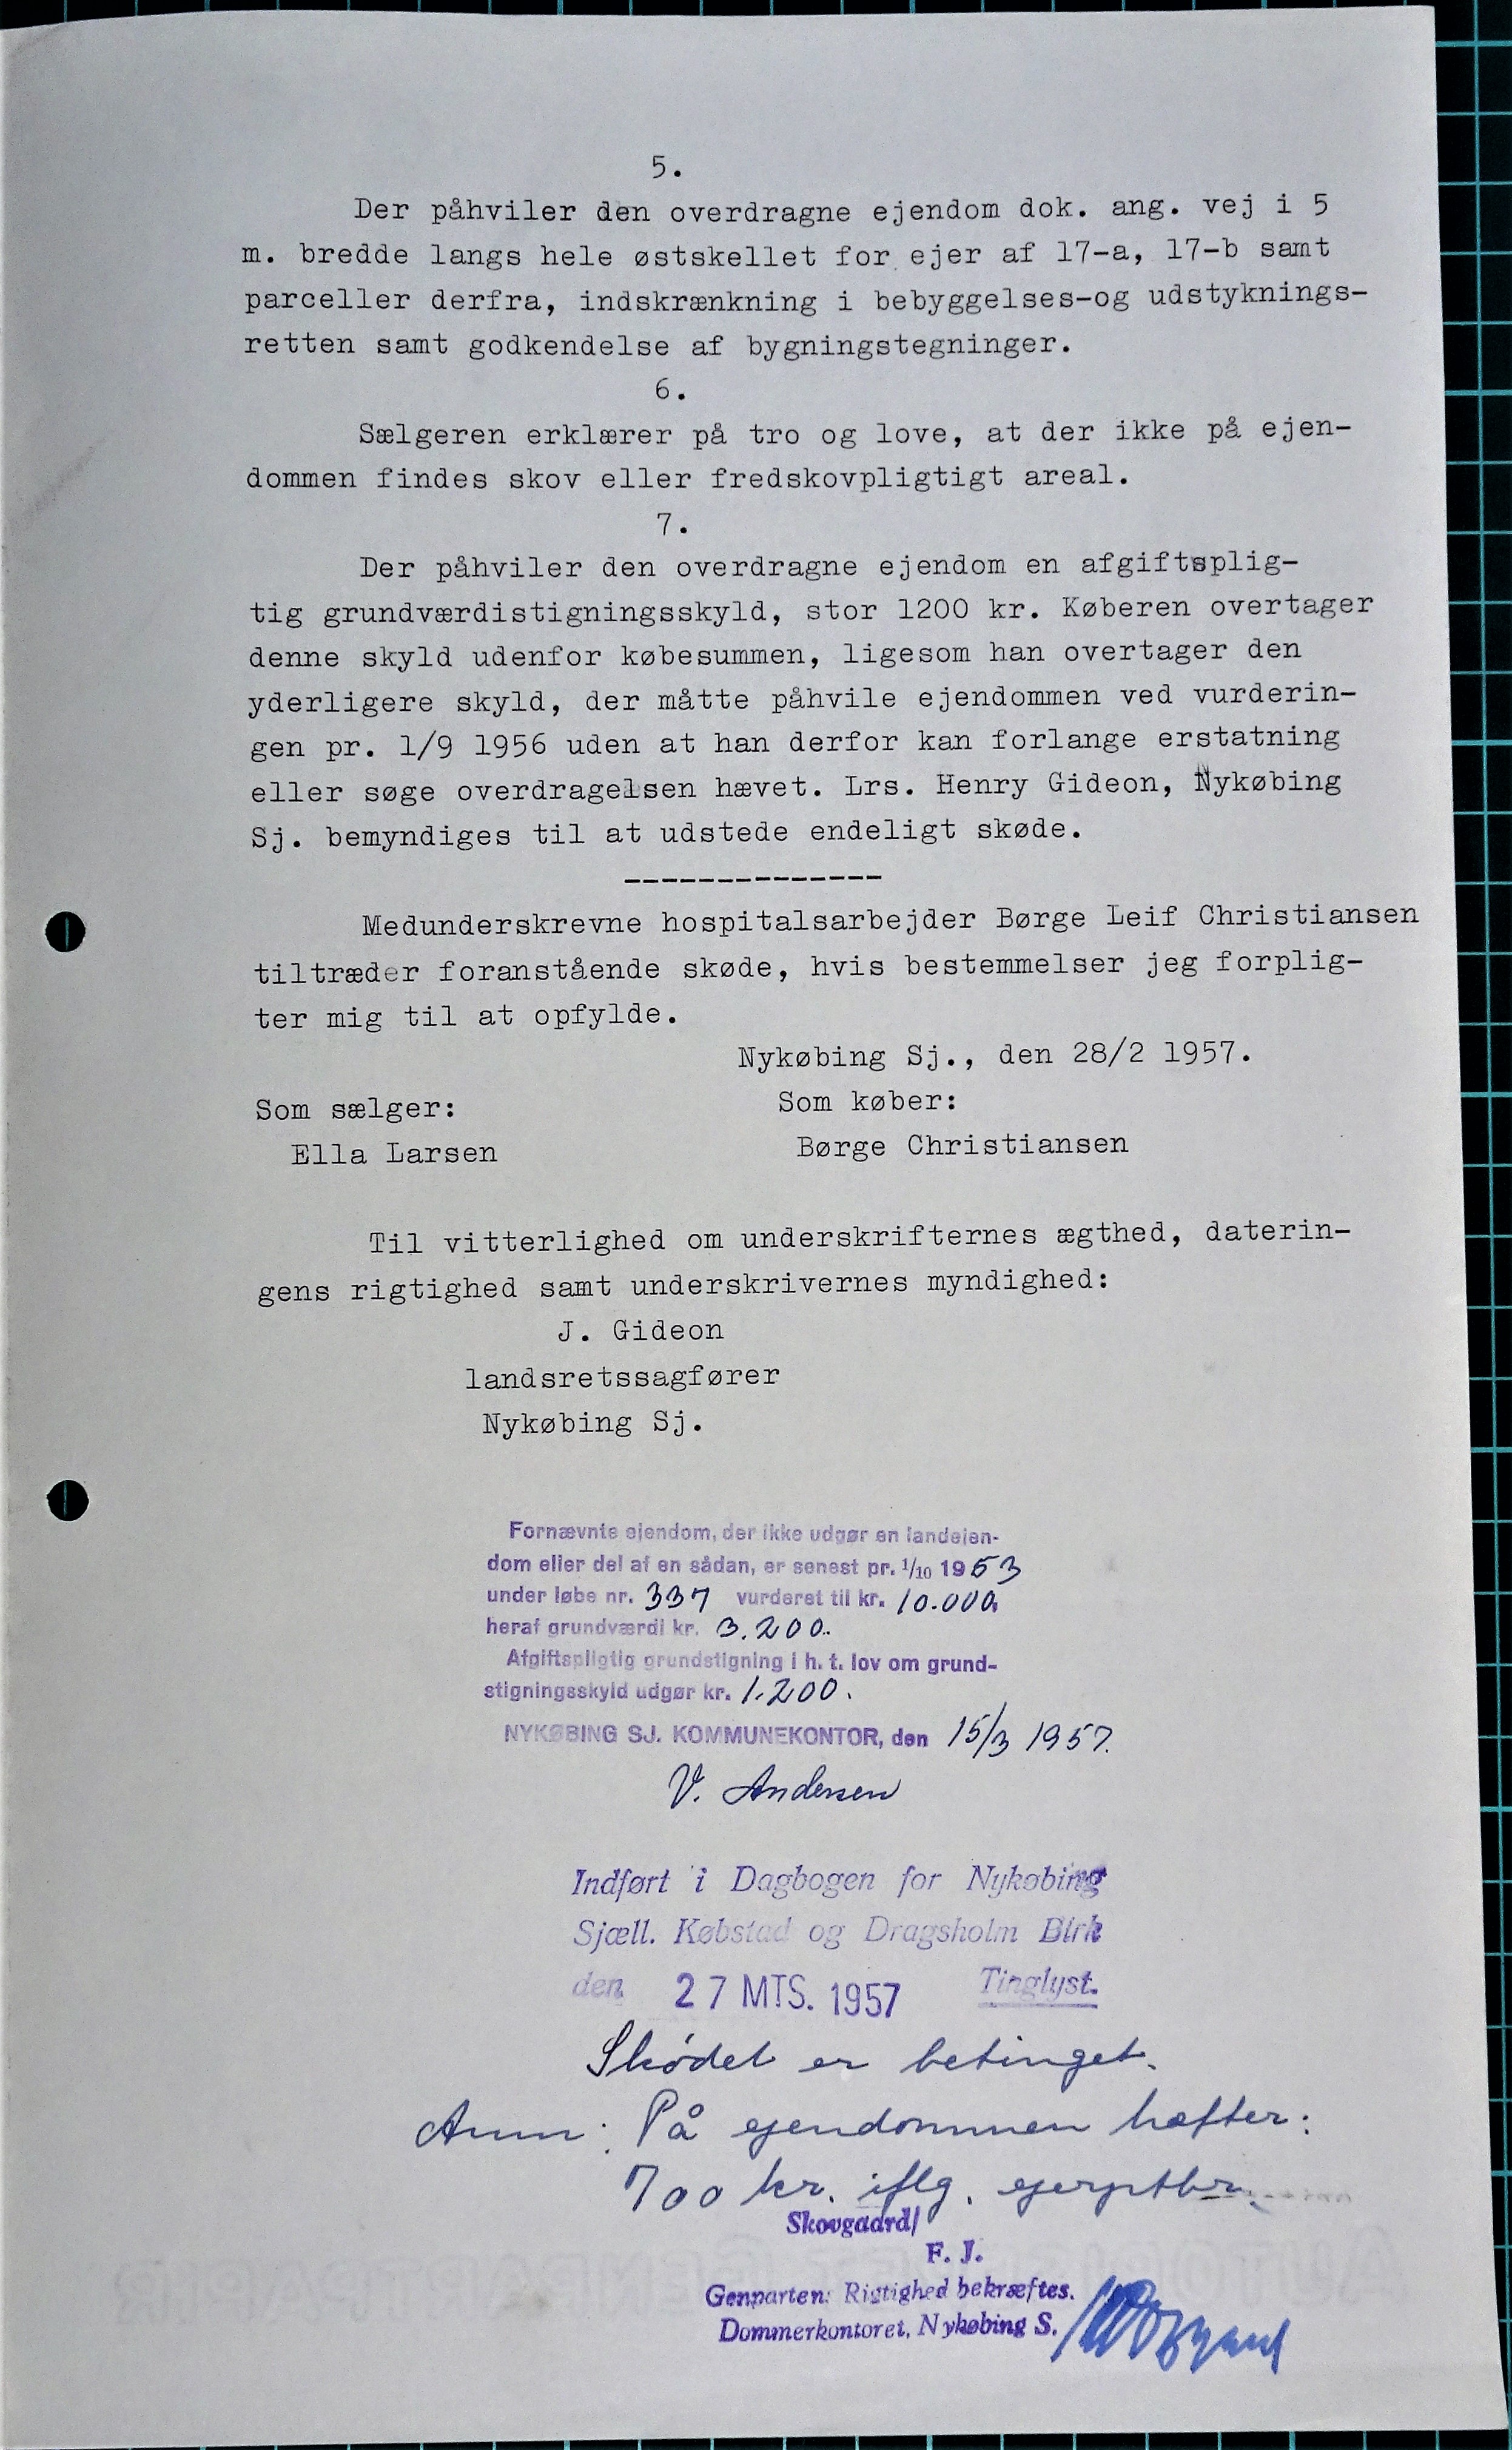 5.
Der påhviler den overdragne ejendom dok. ang. vej i 5
m. bredde langs hele østskellet for ejer af 17-a, 17-b samt
parceller derfra, indskrænkning i bebyggelses-og udstyknings-
retten samt godkendelse af bygningstegninger.
6.
Sælgeren erklærer på tro og love, at der ikke på ejen-
dommen findes skov eller fredskovpligtigt areal.
7.
Der påhviler den overdragne ejendom en afgiftsplig-
tig grundværdistigningsskyld, stor 1200 kr. Køberen overtager
denne skyld udenfor købesummen, ligesom han overtager den
yderligere skyld, der måtte påhvile ejendommen ved vurderin-
gen pr. 1/9 1956 uden at han derfor kan forlange erstatning
eller søge overdragelsen hævet. Lrs. Henry Gideon, Nykøbing
Sj. bemyndiges til at udstede endeligt skøde.
--------------
Medunderskrevne hospitalsarbejder Børge Leif Christiansen
tiltræder foranstående skøde, hvis bestemmelser jeg forplig-
ter mig til at opfylde.
Nykøbing Sj., den 28/2 1957.
Som sælger: Som køber:
Ella Larsen Børge Christiansen
Til vitterlighed om underskrifternes ægthed, daterin-
gens rigtighed samt underskrivernes myndighed:
J. Gideon
landsretssagfører
Nykøbing Sj.
Fornævnte ejendom, der ikke udgør en landejen-
dom eller del af en sådan, er senest pr. 1/10 1953
under løbe nr. 337 vurderet til kr. 10.000,
heraf grundværdi kr. 3.200.
Afgiftspligtig grundstigning i h. t. lov om grund-
stigningsskyld udgør kr. 1.200.
NYKØBING SJ. KOMMUNEKONTOR, den 15/3 1957.
V. Andersen
Indført i Dagbogen for Nykøbing
Sjæll. Købstad og Dragsholm Birk
den 27 MTS. 1957 Tinglyst.
Skødet er betinget.
Anm: På ejendommen hæfter:
700 kr. iflg. ejerptbr.
Skovgaard/
F. J.
Genparten: Rigtighed bekræftes.
Dommerkontoret, Nykøbing S.